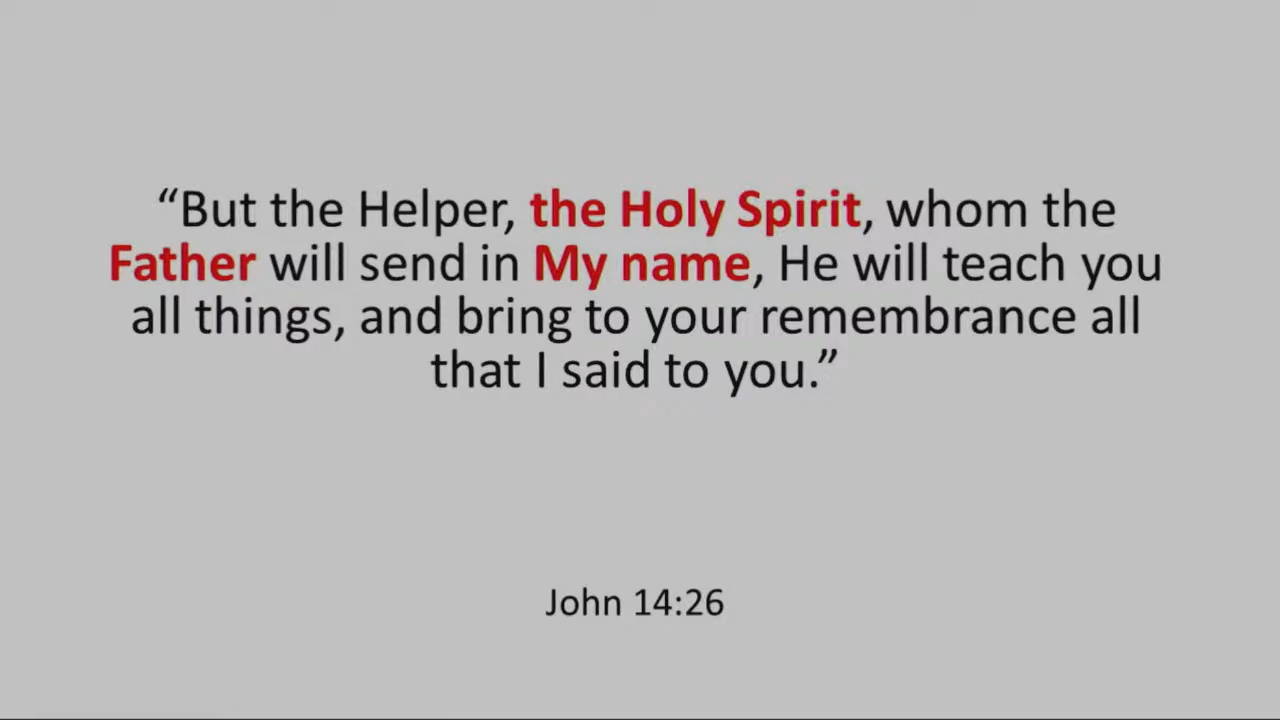 “But the Helper, the Holy Spirit, whom the
Father will send in My name, He will teach you
all things, and bring to your remembrance all
that I said to you.”
John 14:26